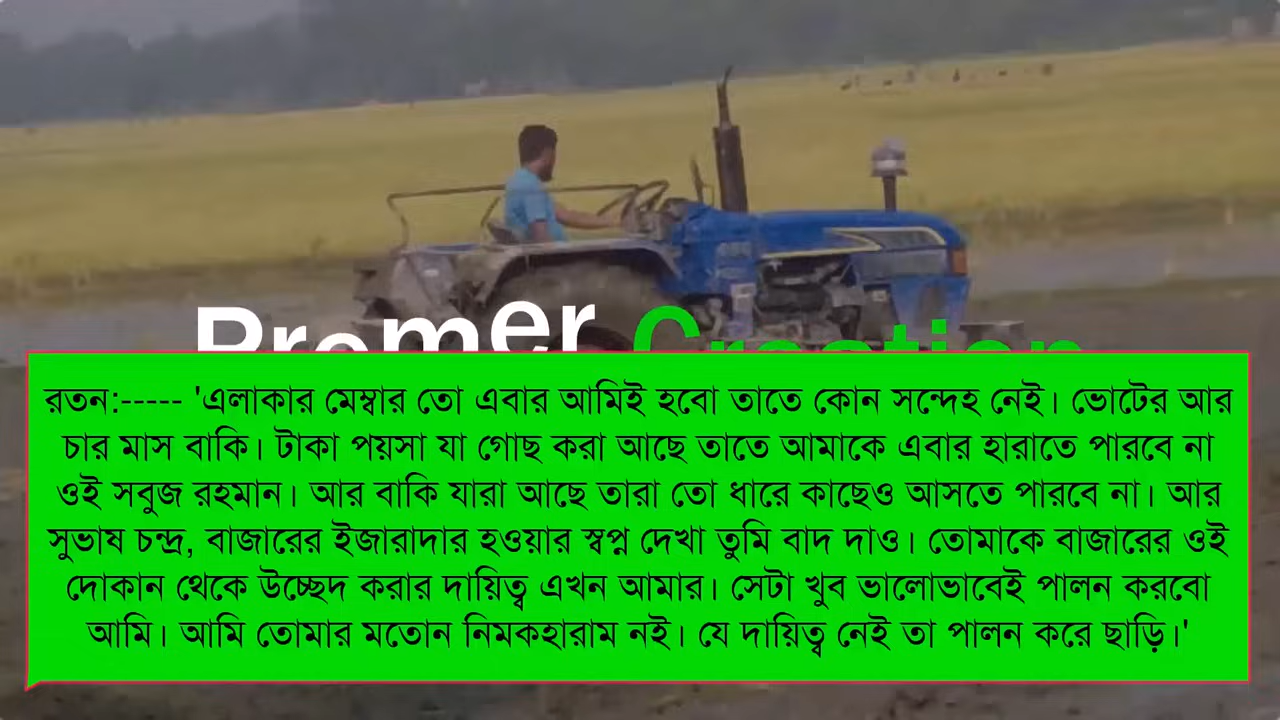 Premer Creation
রতন:----- 'এলাকার মেম্বার তো এবার আমিই হবো তাতে কোন সন্দেহ নেই। ভোটের আর
চার মাস বাকি। টাকা পয়সা যা গোছ করা আছে তাতে আমাকে এবার হারাতে পারবে না
ওই সবুজ রহমান। আর বাকি যারা আছে তারা তো ধারে কাছেও আসতে পারবে না। আর
সুভাষ চন্দ্র, বাজারের ইজারাদার হওয়ার স্বপ্ন দেখা তুমি বাদ দাও। তোমাকে বাজারের ওই
দোকান থেকে উচ্ছেদ করার দায়িত্ব এখন আমার। সেটা খুব ভালোভাবেই পালন করবো
আমি। আমি তোমার মতোন নিমকহারাম নই। যে দায়িত্ব নেই তা পালন করে ছাড়ি।'